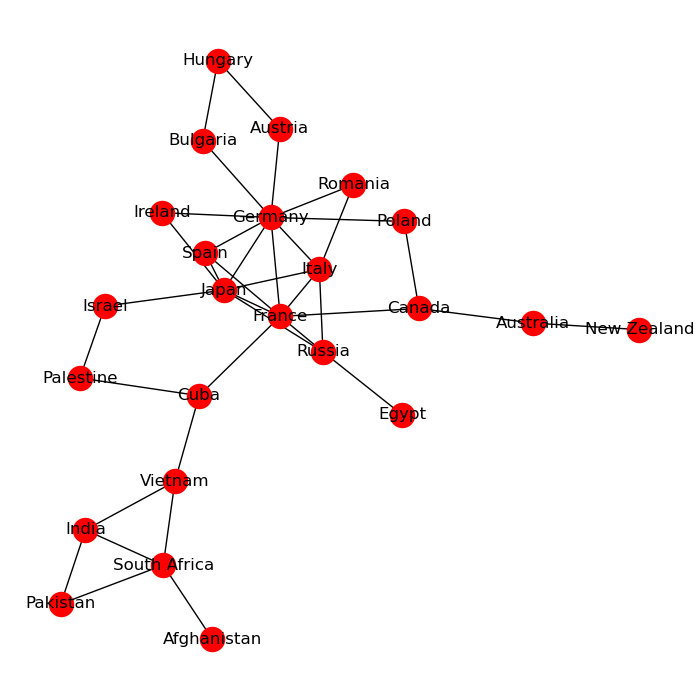 Hungary
Austria
Bulgaria
Romania
Ireland
Germany
Poland
Spain
Italy
Japan
Israel
Canada
France
Australia
New Zealand
Russia
Palestine
Cuba
Egypt
Vietnam
India
South Africa
Pakistan
Afghanistan